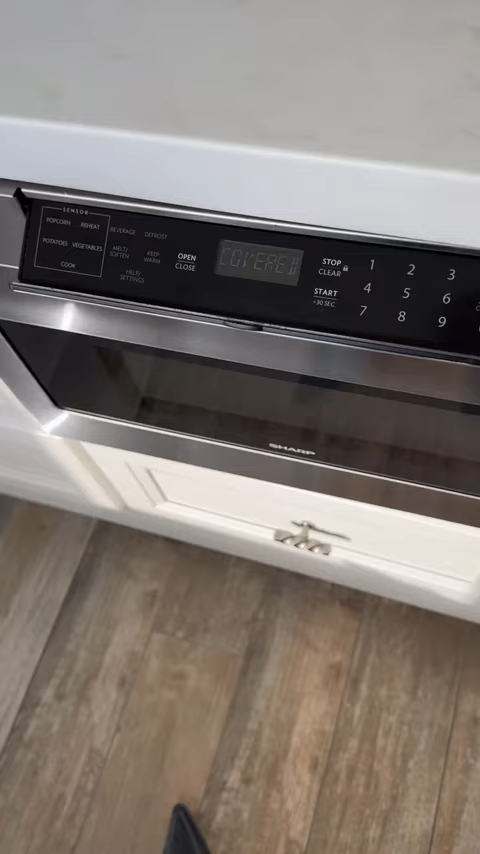 SENSOR
POPCORN REHEAT
POTATOES VEGETABLES
COOK
BEVERAGE DEFROST
MELT/
SOFTEN
KEEP
WARM
HELP/
SETTINGS
OPEN
CLOSE
COVERED
STOP
CLEAR
START
+30 SEC
1 2 3
4 5 6
7 8 9
SHARP